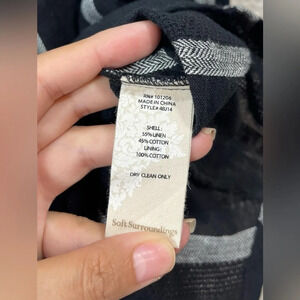 RN# 101206
MADE IN CHINA
STYLE# 4BJ14
SHELL:
55% LINEN
45% COTTON
LINING:
100% COTTON
DRY CLEAN ONLY
Soft Surroundings